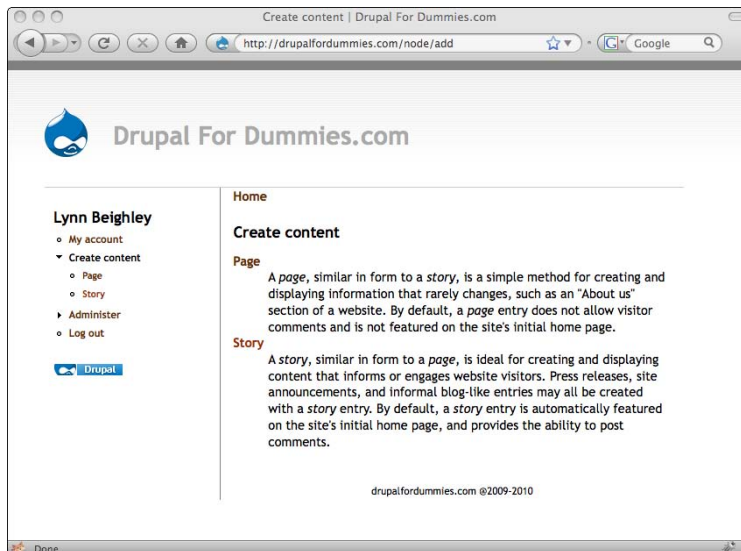 Create content | Drupal For Dummies.com
http://drupalfordummies.com/node/add
Google
Drupal For Dummies.com
Lynn Beighley
My account
Create content
Page
Story
Administer
Log out
Drupal
Home
Create content
Page
A page, similar in form to a story, is a simple method for creating and
displaying information that rarely changes, such as an "About us"
section of a website. By default, a page entry does not allow visitor
comments and is not featured on the site's initial home page.
Story
A story, similar in form to a page, is ideal for creating and displaying
content that informs or engages website visitors. Press releases, site
announcements, and informal blog-like entries may all be created
with a story entry. By default, a story entry is automatically featured
on the site's initial home page, and provides the ability to post
comments.
drupalfordummies.com @2009-2010
Done